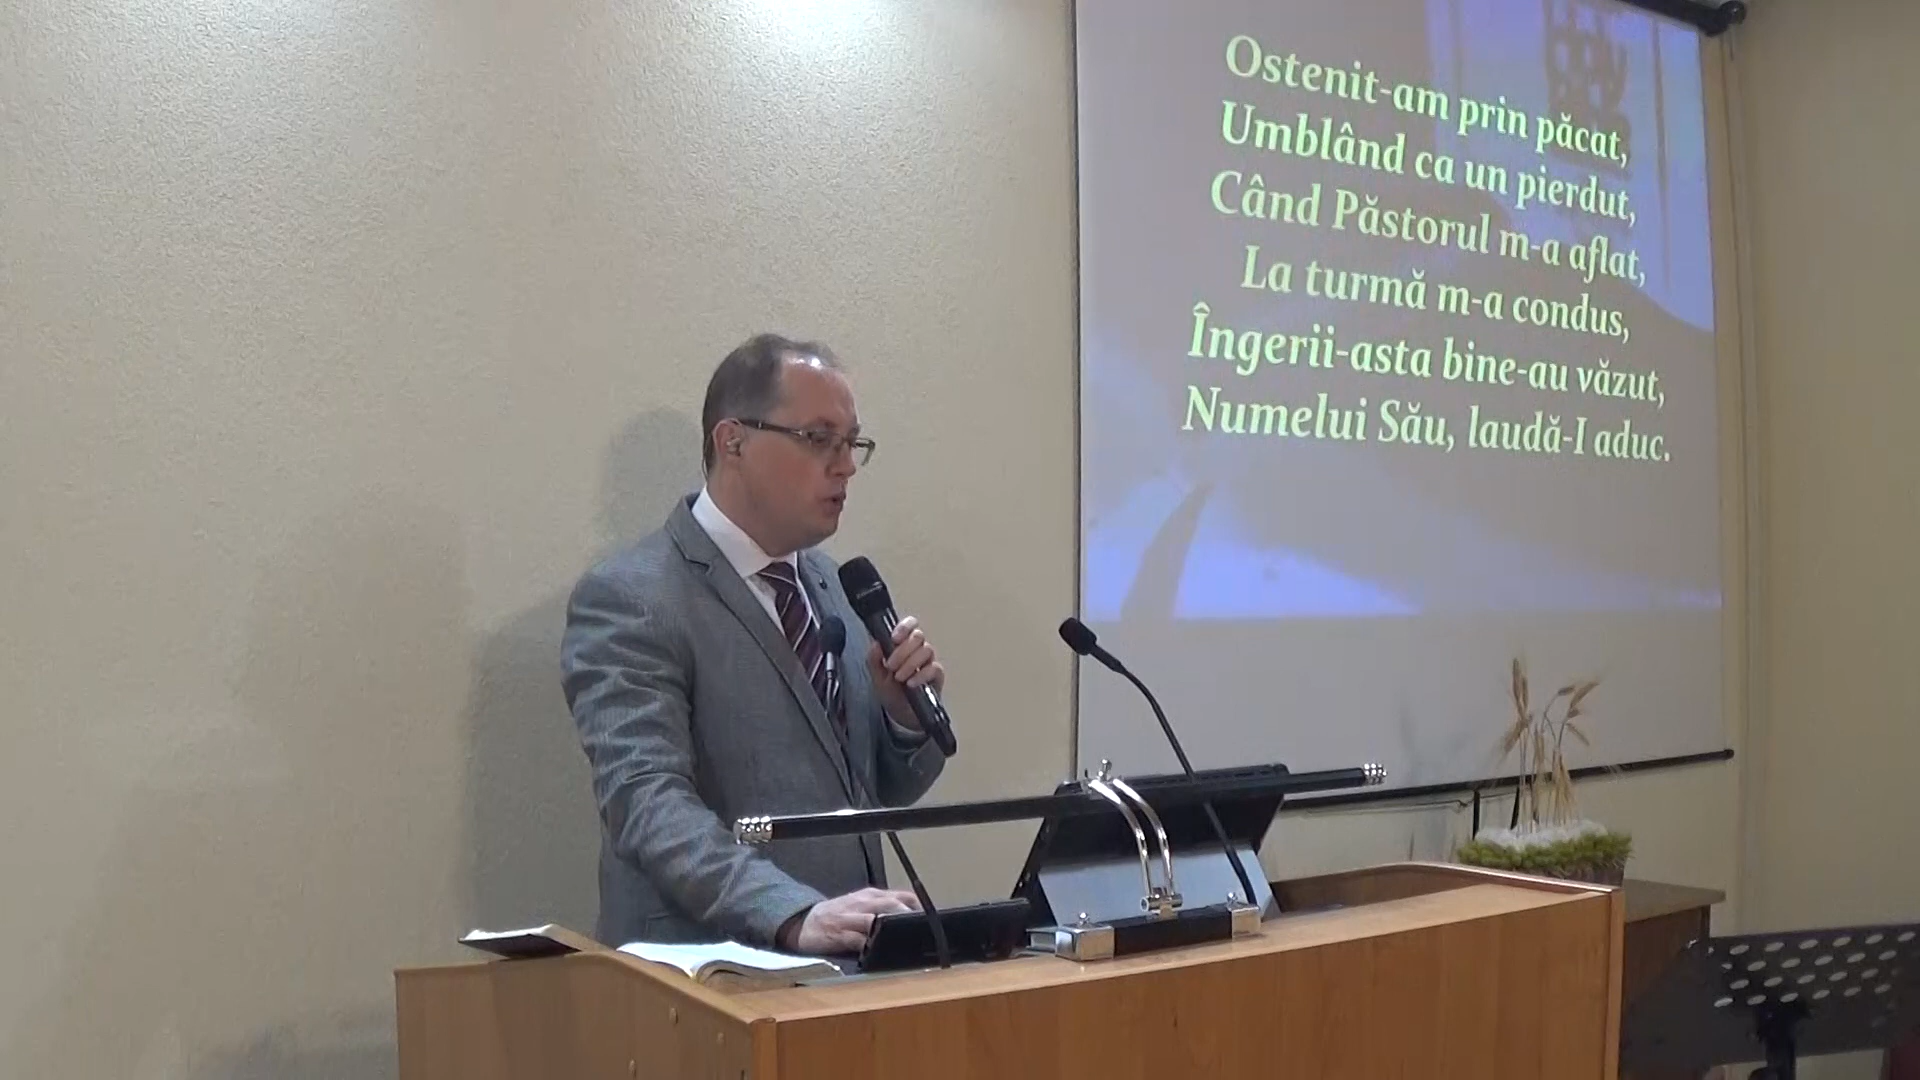 Ostenit-am prin păcat,
Umblând ca un pierdut,
Când Păstorul m-a aflat,
La turmă m-a condus,
Îngerii-asta bine-au văzut,
Numelui Său, laudă-I aduc.